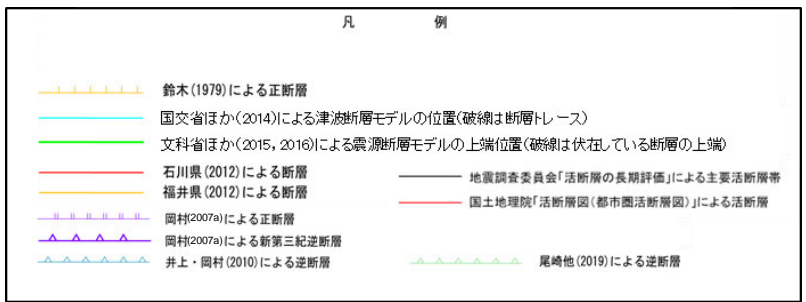 凡 例
鈴木(1979)による正断層
国交省ほか(2014)による津波断層モデルの位置(破線は断層トレース)
文科省ほか(2015, 2016)による震源断層モデルの上端位置(破線は伏在している断層の上端)
石川県(2012)による断層
福井県(2012)による断層
岡村(2007a)による正断層
岡村(2007a)による新第三紀逆断層
井上・岡村(2010)による逆断層
地震調査委員会「活断層の長期評価」による主要活断層帯
国土地理院「活断層図(都市圏活断層図)」による活断層
尾崎他(2019)による逆断層